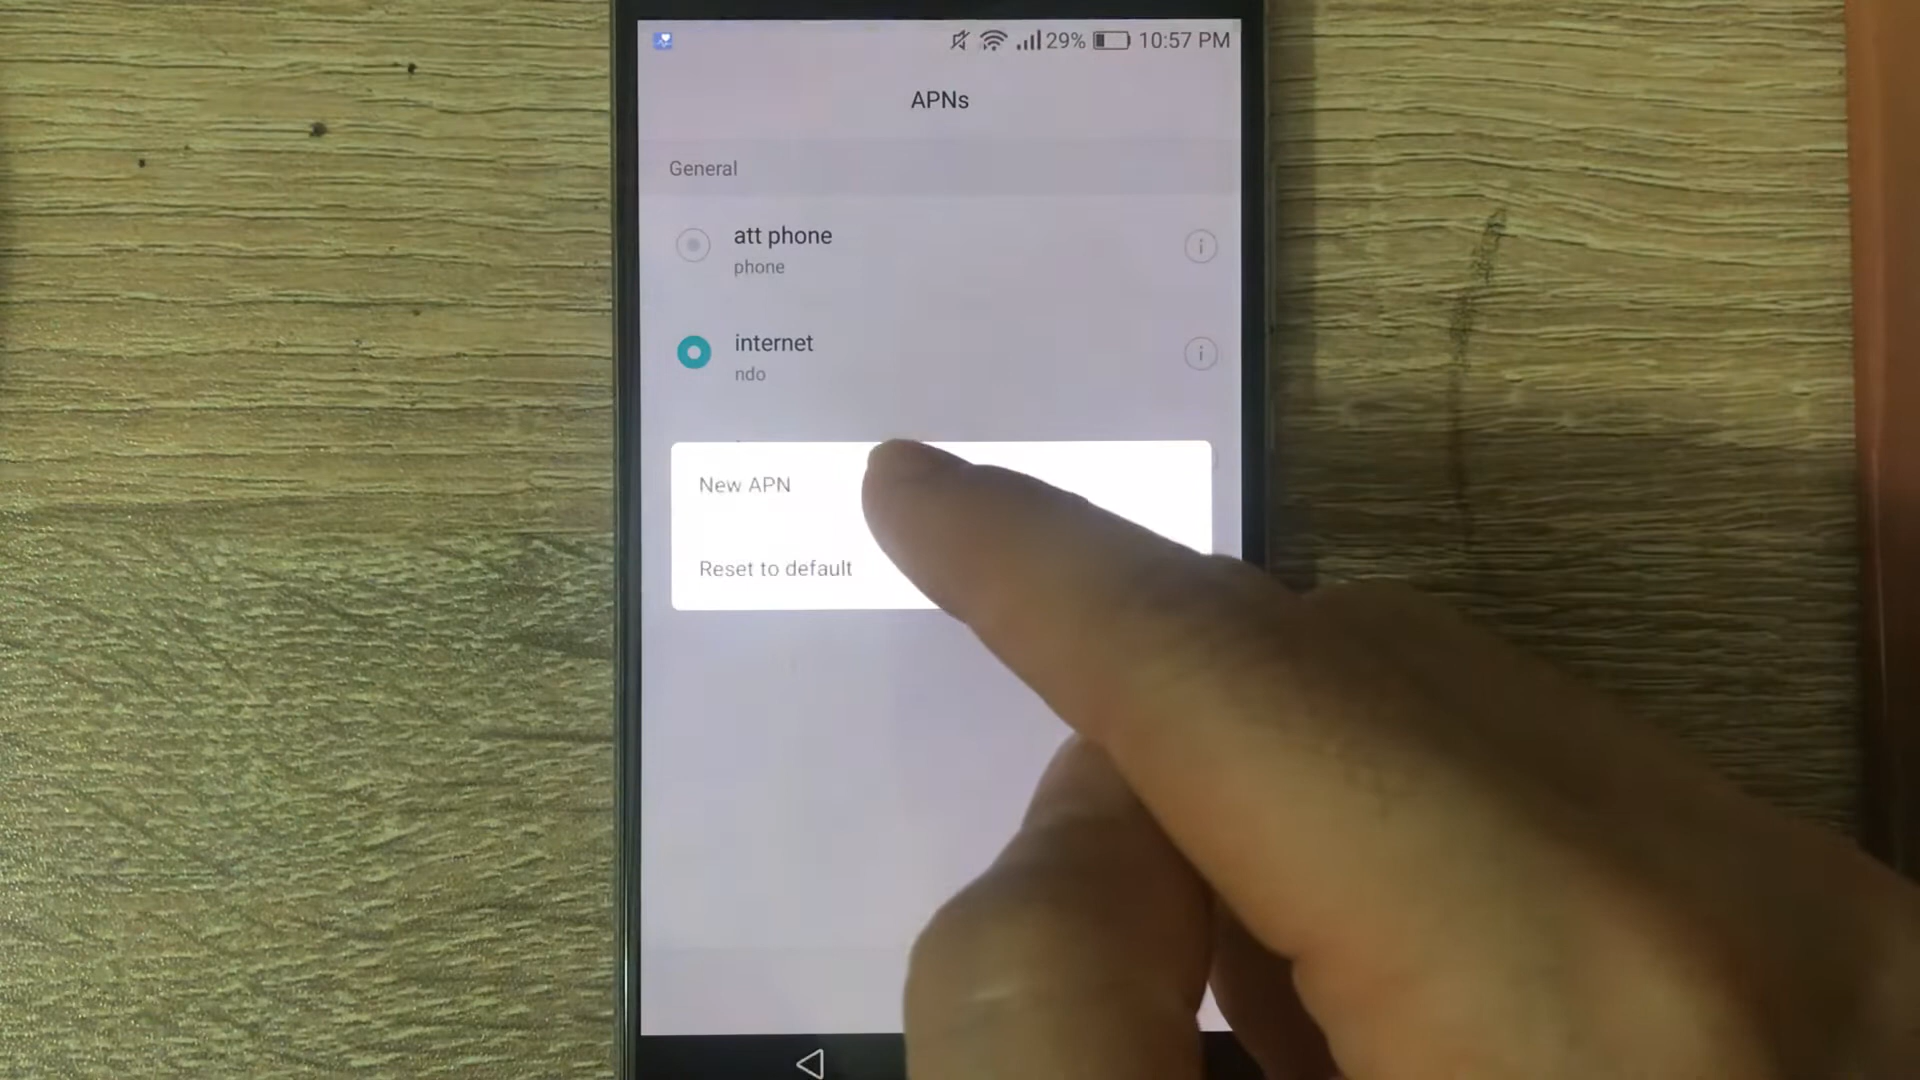 29% 10:57 PM
APNs
General
att phone
phone
internet
ndo
New APN
Reset to default